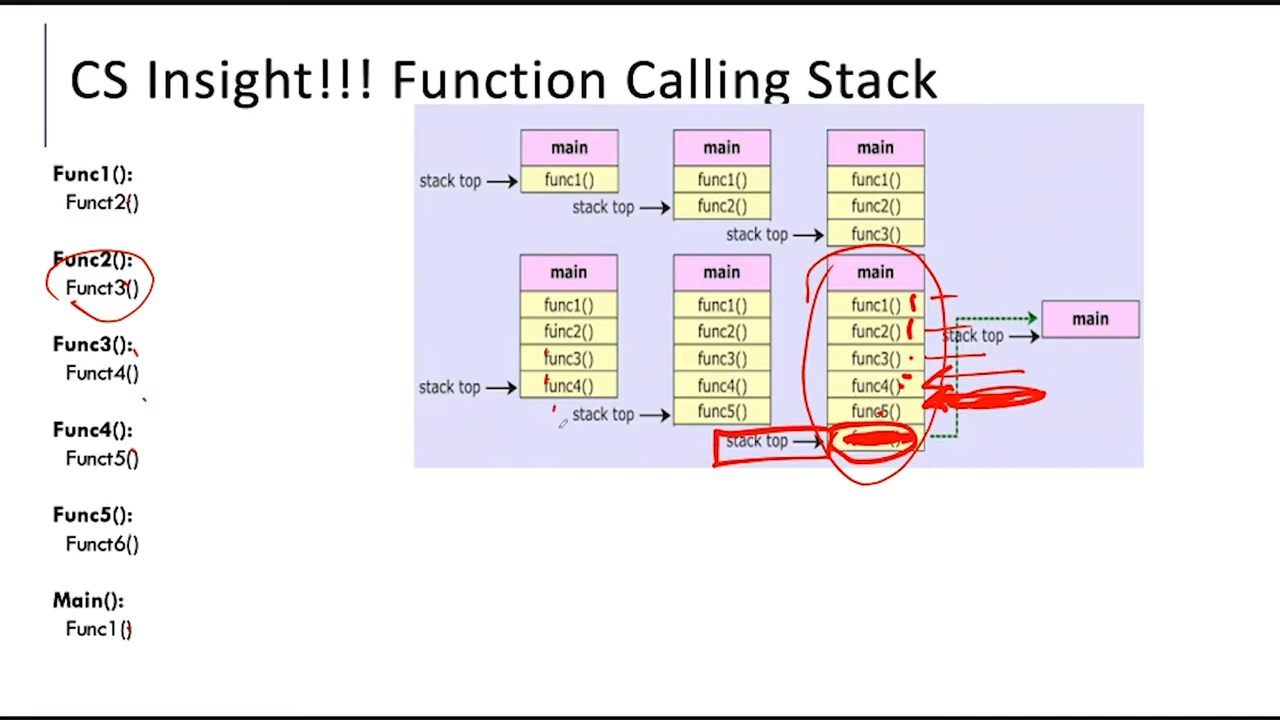 CS Insight!!! Function Calling Stack
Func1():
Funct2()
Func2():
Funct3()
Func3():
Funct4()
Func4():
Funct5()
Func5():
Funct6()
Main():
Func1()
main
stack top
func1()
main
func1()
stack top
func2()
main
func1()
func2()
stack top
func3()
main
func1()
func2()
func3()
stack top
func4()
main
func1()
func2()
func3()
func4()
stack top
func5()
main
func1()
func2()
func3()
func4()
func5()
stack top
main
stack top